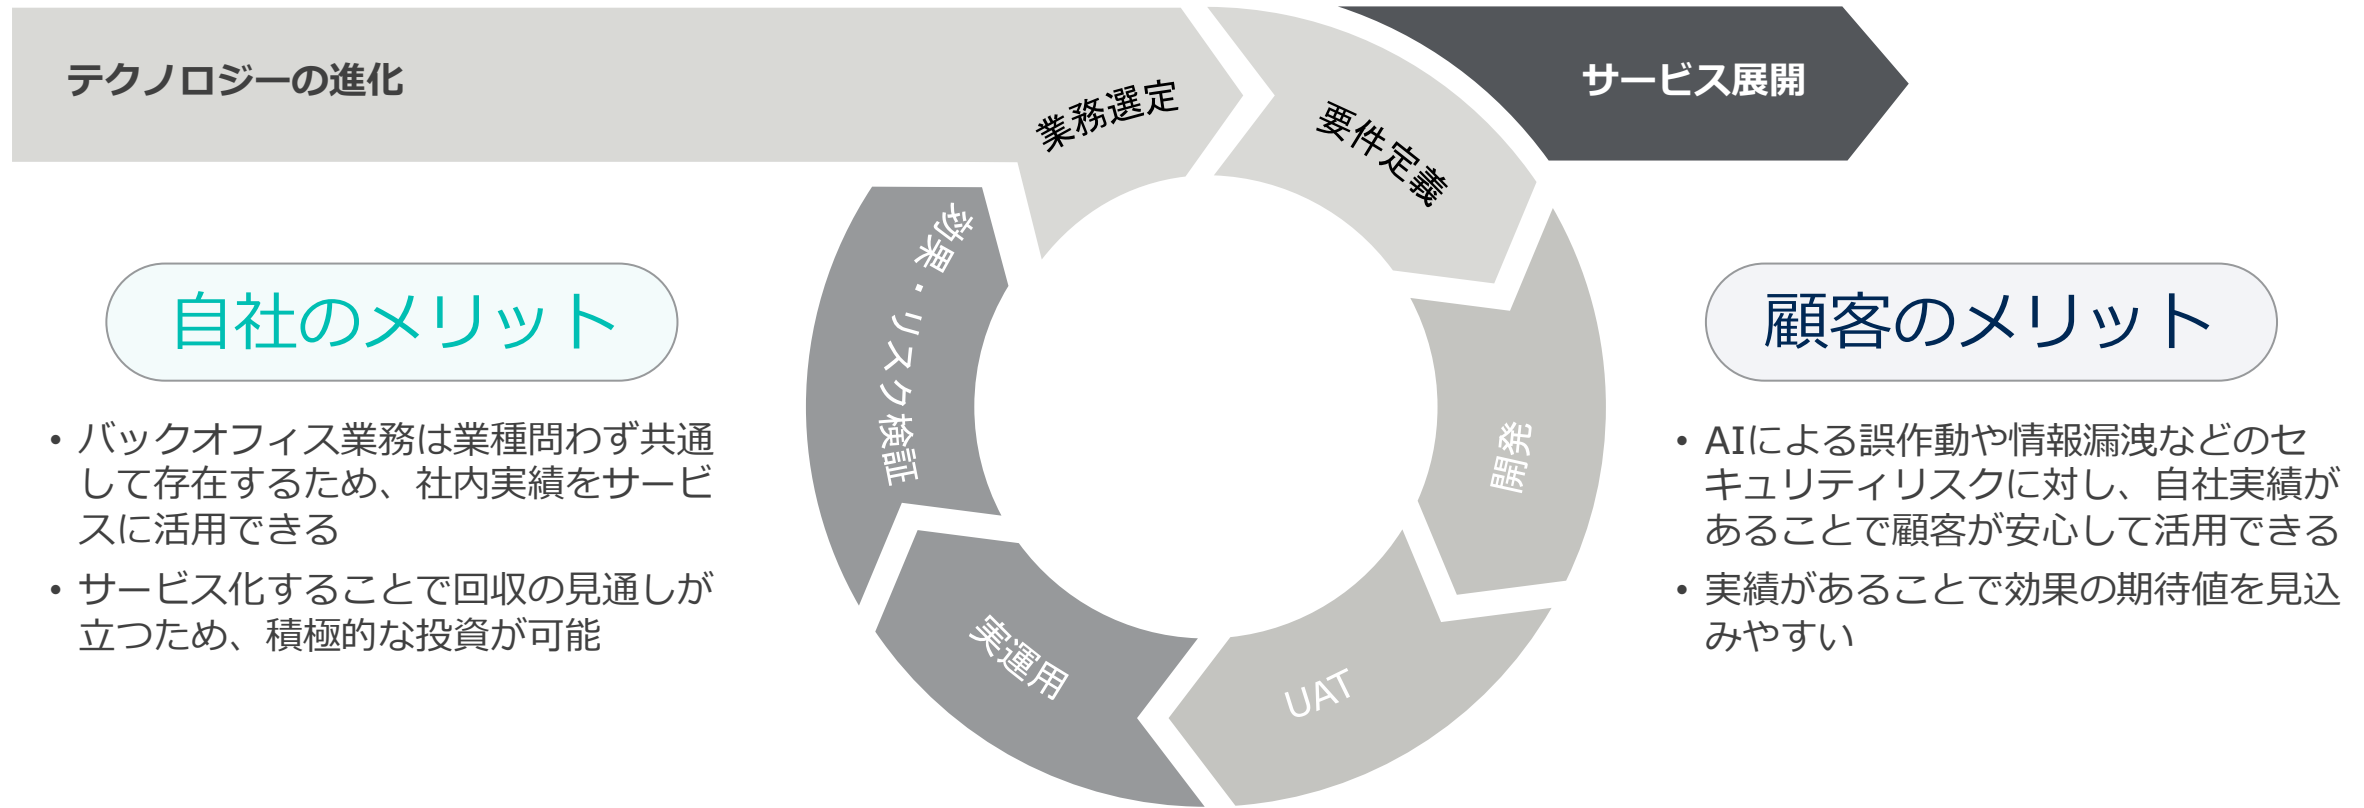 テクノロジーの進化
サービス展開
業務選定
要件定義
開発
UAT
実運用
効果・リスク検証
自社のメリット
• バックオフィス業務は業種問わず共通
して存在するため、社内実績をサービ
スに活用できる
• サービス化することで回収の見通しが
立つため、積極的な投資が可能
顧客のメリット
• AIによる誤作動や情報漏洩などのセ
キュリティリスクに対し、自社実績が
あることで顧客が安心して活用できる
• 実績があることで効果の期待値を見込
みやすい